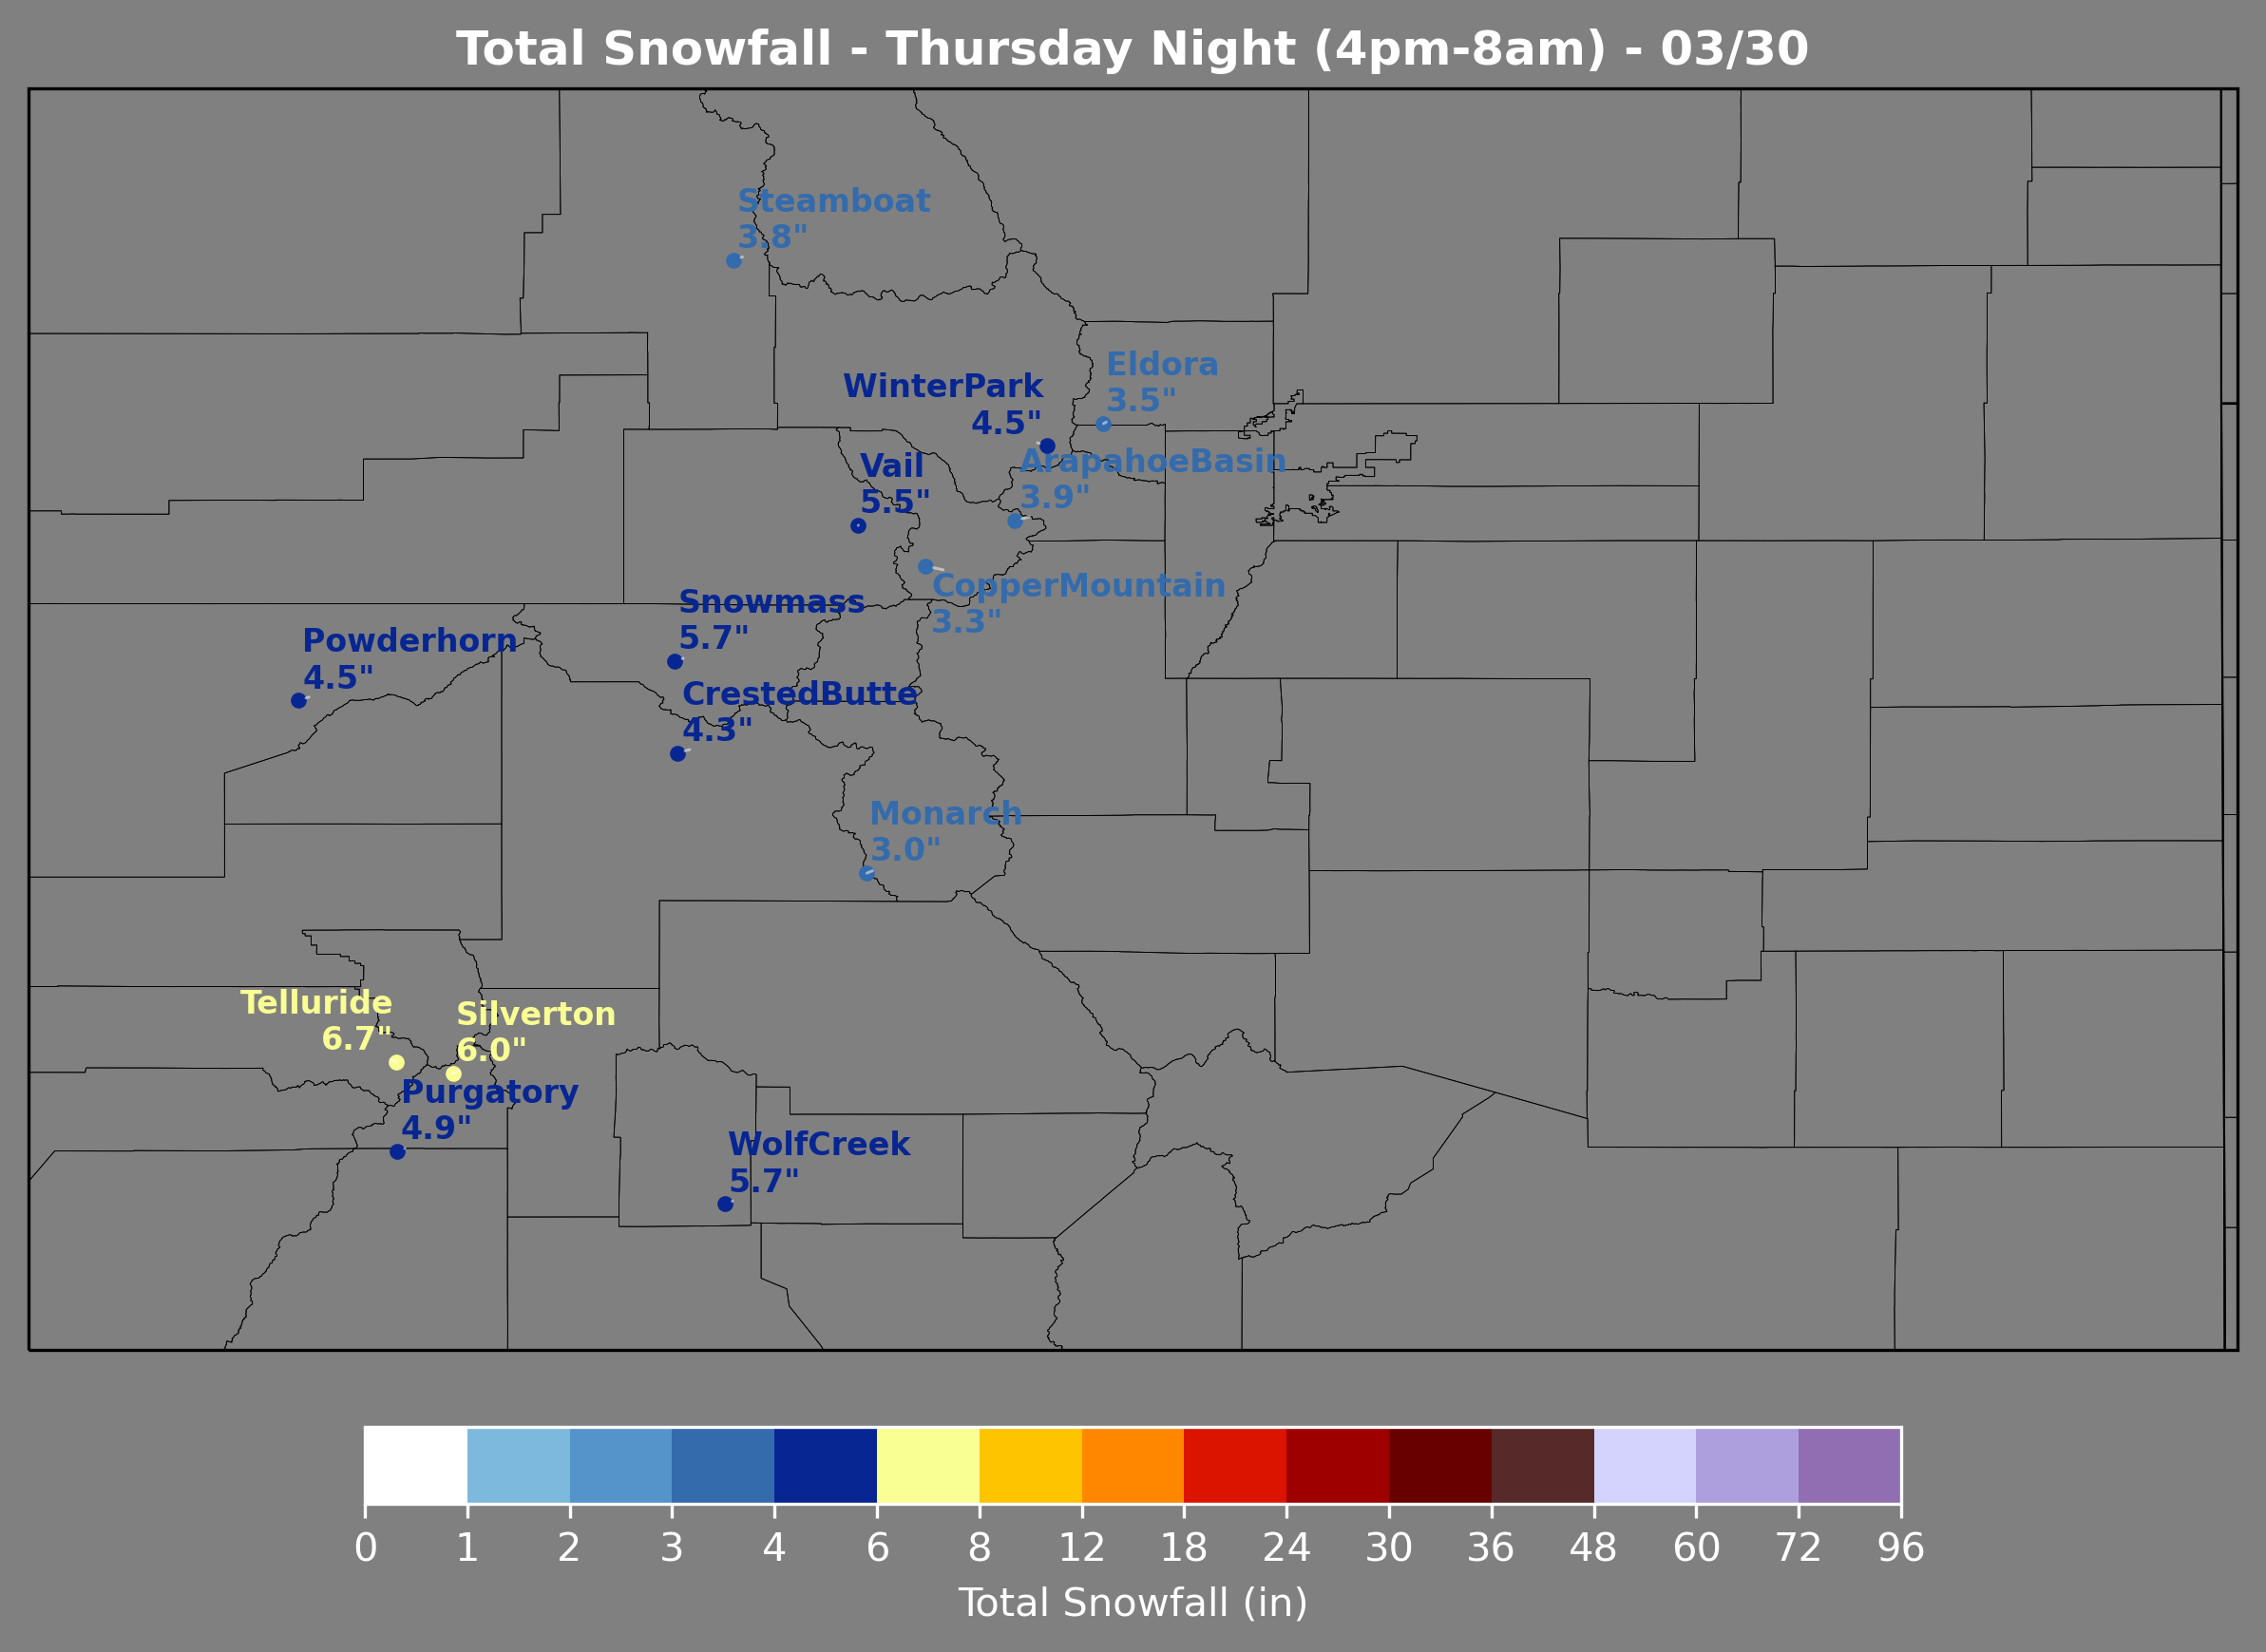 Total Snowfall - Thursday Night (4pm-8am) - 03/30
Steamboat
3.8"
Eldora
3.5"
WinterPark
4.5"
ArapahoeBasin
3.9"
Vail
5.5"
CopperMountain
3.3"
Snowmass
5.7"
Powderhorn
4.5"
CrestedButte
4.3"
Monarch
3.0"
Telluride
6.7"
Silverton
6.0"
Purgatory
4.9"
WolfCreek
5.7"
0 1 2 3 4 6 8 12 18 24 30 36 48 60 72 96
Total Snowfall (in)